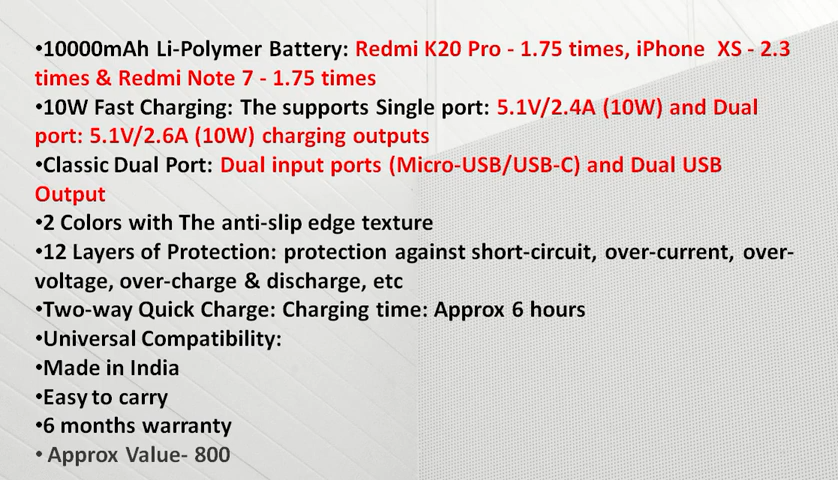 •10000mAh Li-Polymer Battery: Redmi K20 Pro - 1.75 times, iPhone XS - 2.3
times & Redmi Note 7 - 1.75 times
•10W Fast Charging: The supports Single port: 5.1V/2.4A (10W) and Dual
port: 5.1V/2.6A (10W) charging outputs
•Classic Dual Port: Dual input ports (Micro-USB/USB-C) and Dual USB
Output
•2 Colors with The anti-slip edge texture
•12 Layers of Protection: protection against short-circuit, over-current, over-
voltage, over-charge & discharge, etc
•Two-way Quick Charge: Charging time: Approx 6 hours
•Universal Compatibility:
•Made in India
•Easy to carry
•6 months warranty
• Approx Value- 800